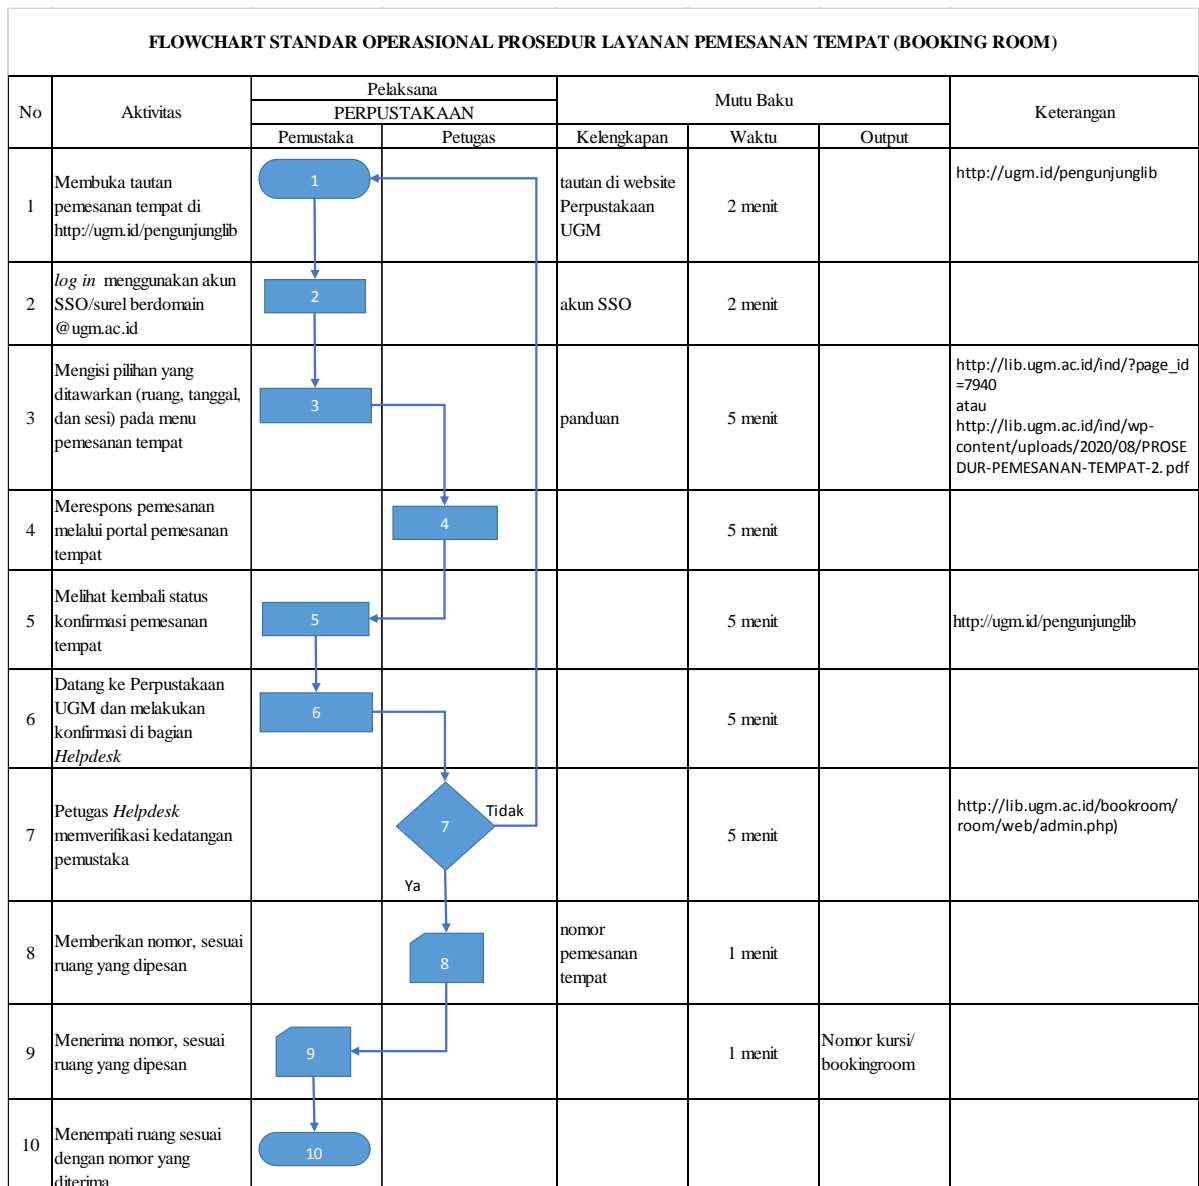 FLOWCHART STANDAR OPERASIONAL PROSEDUR LAYANAN PEMESANAN TEMPAT (BOOKING ROOM)
No
Aktivitas
Pelaksana
PERPUSTAKAAN
Pemustaka
Petugas
Mutu Baku
Kelengkapan
Waktu
Output
Keterangan
1
Membuka tautan
pemesanan tempat di
http://ugm.id/pengunjunglib
1
tautan di website
Perpustakaan
UGM
2 menit
http://ugm.id/pengunjunglib
2
log in menggunakan akun
SSO/surel berdomain
@ugm.ac.id
2
akun SSO
2 menit
3
Mengisi pilihan yang
ditawarkan (ruang, tanggal,
dan sesi) pada menu
pemesanan tempat
3
panduan
5 menit
http://lib.ugm.ac.id/ind/?page_id
=7940
atau
http://lib.ugm.ac.id/ind/wp-
content/uploads/2020/08/PROSE
DUR-PEMESANAN-TEMPAT-2.pdf
4
Merespons pemesanan
melalui portal pemesanan
tempat
4
5 menit
5
Melihat kembali status
konfirmasi pemesanan
tempat
5
5 menit
http://ugm.id/pengunjunglib
6
Datang ke Perpustakaan
UGM dan melakukan
konfirmasi di bagian
Helpdesk
6
5 menit
7
Petugas Helpdesk
memverifikasi kedatangan
pemustaka
7
Tidak
Ya
5 menit
http://lib.ugm.ac.id/bookroom/
room/web/admin.php)
8
Memberikan nomor, sesuai
ruang yang dipesan
8
nomor
pemesanan
tempat
1 menit
9
Menerima nomor, sesuai
ruang yang dipesan
9
1 menit
Nomor kursi/
bookingroom
10
Menempati ruang sesuai
dengan nomor yang
diterima
10